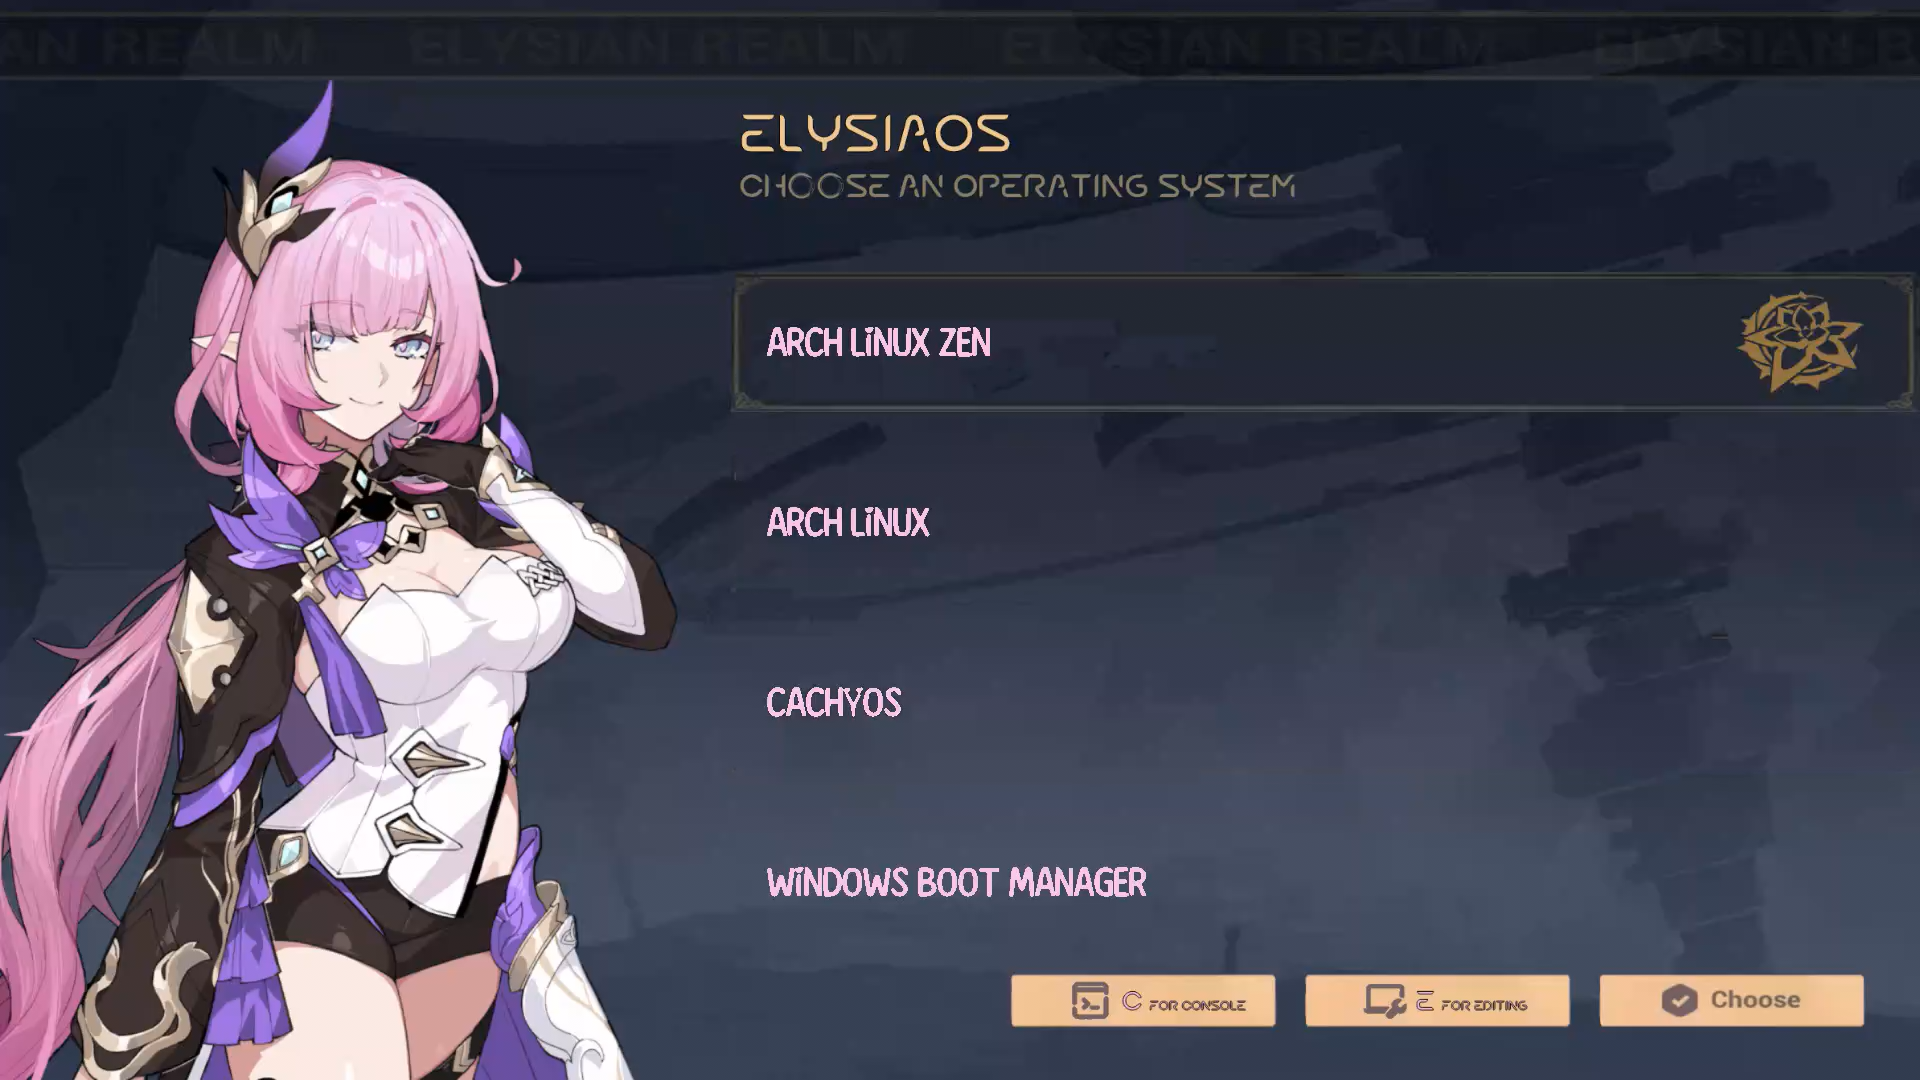 AN REALM ELYSIAN REALM ELYSIAN REALM ELYSIAN
ELYSIAOS
CHOOSE AN OPERATING SYSTEM
ARCH LINUX ZEN
ARCH LINUX
CACHYOS
WINDOWS BOOT MANAGER
C FOR CONSOLE
E FOR EDITING
Choose